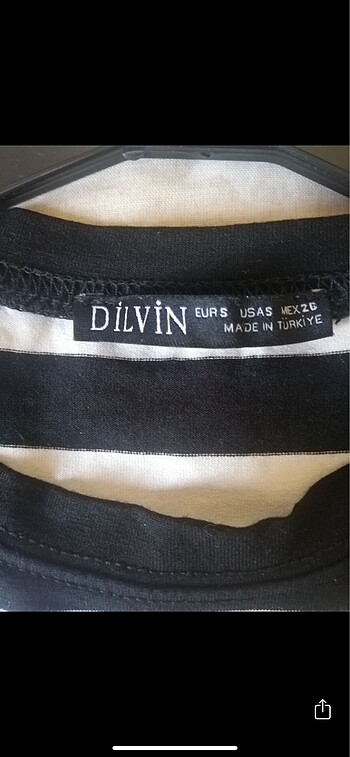 DİLVİN EUR S USA S MEX 26
MADE IN TÜRKİYE